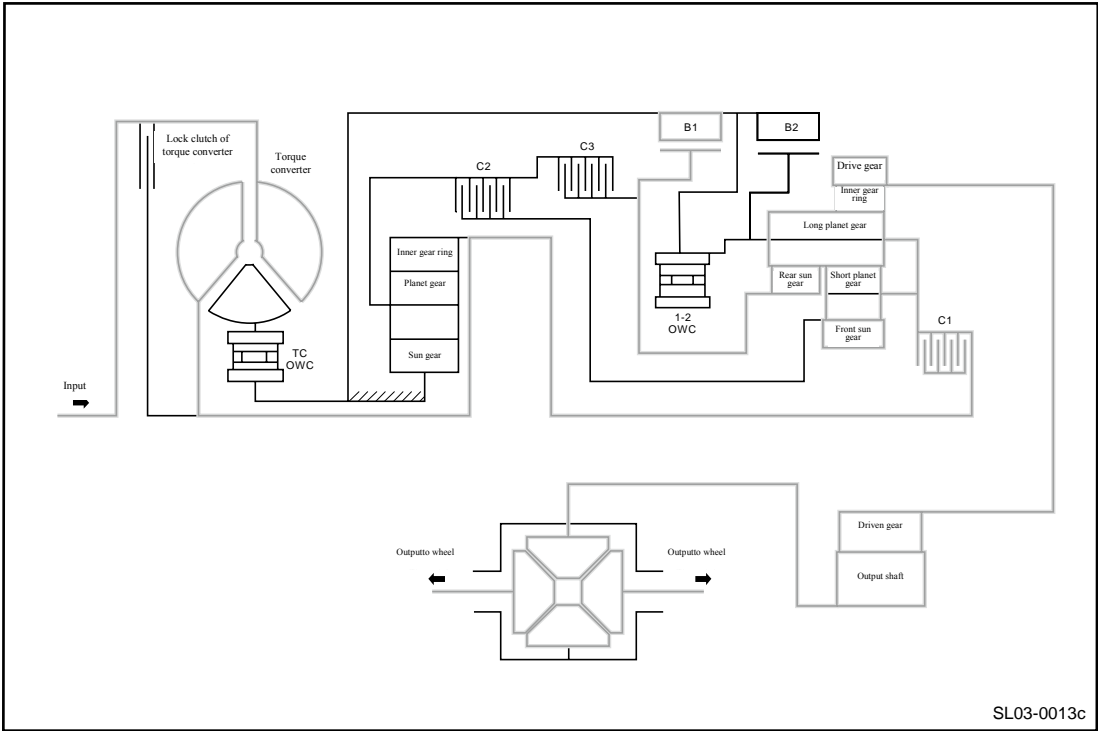 Lock clutch of
torque converter
Torque
converter
C2
C3
B1
B2
Drive gear
Inner gear
ring
Long planet gear
Inner gear ring
Planet gear
Sun gear
Rear sun
gear
Short planet
gear
Front sun
gear
1-2
OWC
C1
TC
OWC
Input
Driven gear
Output shaft
Outputto wheel
Outputto wheel
SL03-0013c